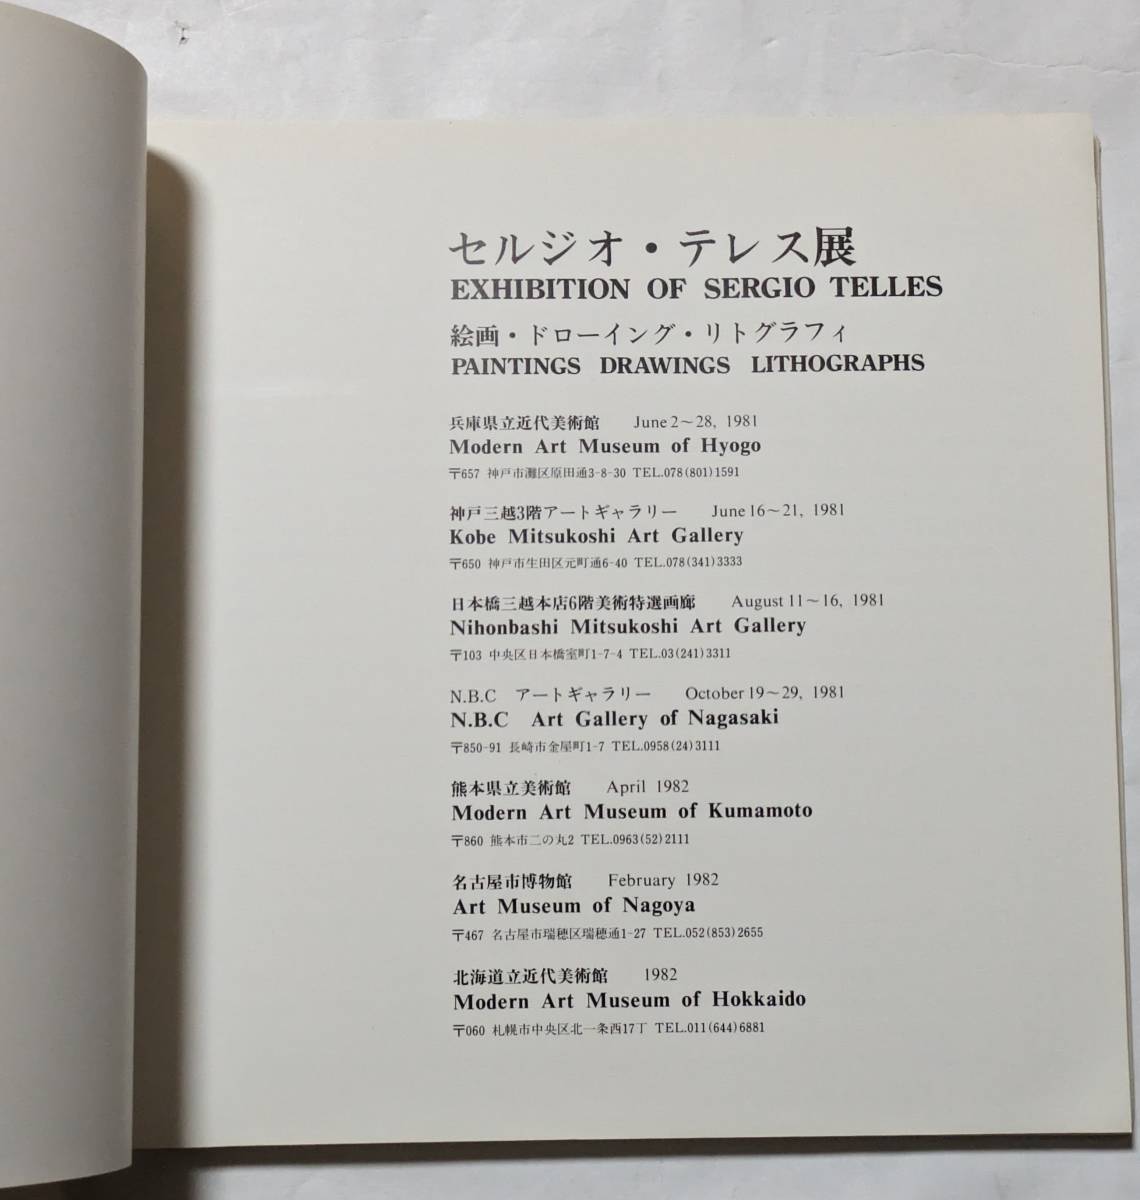 セルジオ・テレス展
EXHIBITION OF SERGIO TELLES
絵画・ドローイング・リトグラフィ
PAINTINGS DRAWINGS LITHOGRAPHS
兵庫県立近代美術館 June 2～28, 1981
Modern Art Museum of Hyogo
〒657 神戸市灘区原田通3-8-30 TEL.078(801)1591
神戸三越3階アートギャラリー June 16～21, 1981
Kobe Mitsukoshi Art Gallery
〒650 神戸市生田区元町通6-40 TEL.078(341)3333
日本橋三越本店6階美術特選画廊 August 11～16, 1981
Nihonbashi Mitsukoshi Art Gallery
〒103 中央区日本橋室町1-7-4 TEL.03(241)3311
N.B.C アートギャラリー October 19～29, 1981
N.B.C Art Gallery of Nagasaki
〒850-91 長崎市金屋町1-7 TEL.0958(24)3111
熊本県立美術館 April 1982
Modern Art Museum of Kumamoto
〒860 熊本市二の丸2 TEL.0963(52)2111
名古屋市博物館 February 1982
Art Museum of Nagoya
〒467 名古屋市瑞穂区瑞穂通1-27 TEL.052(853)2655
北海道立近代美術館 1982
Modern Art Museum of Hokkaido
〒060 札幌市中央区北一条西17丁 TEL.011(644)6881